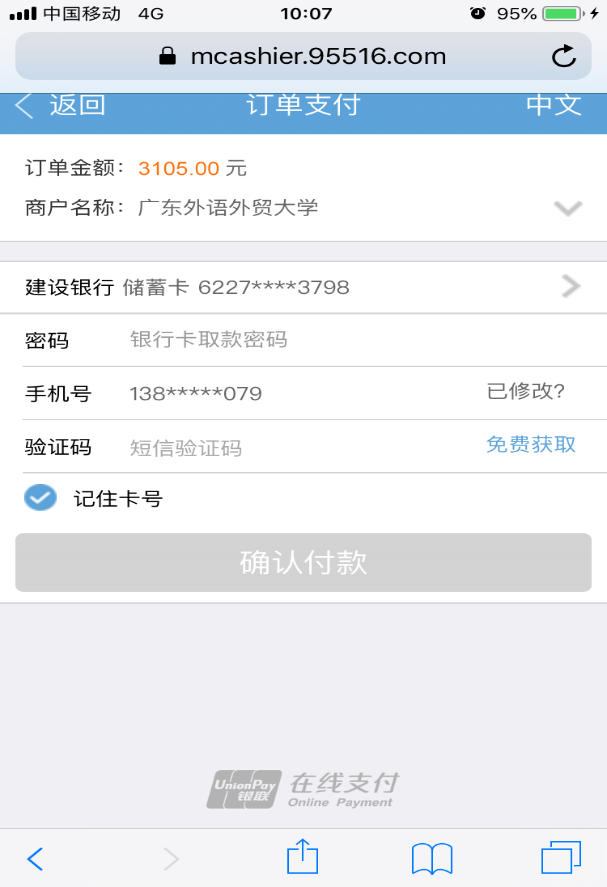 中国移动 4G 10:07 95%
mcashier.95516.com
返回 订单支付 中文
订单金额： 3105.00 元
商户名称： 广东外语外贸大学
建设银行 储蓄卡 6227****3798
密码 银行卡取款密码
手机号 138*****079 已修改?
验证码 短信验证码 免费获取
记住卡号
确认付款
UnionPay 银联 在线支付
Online Payment